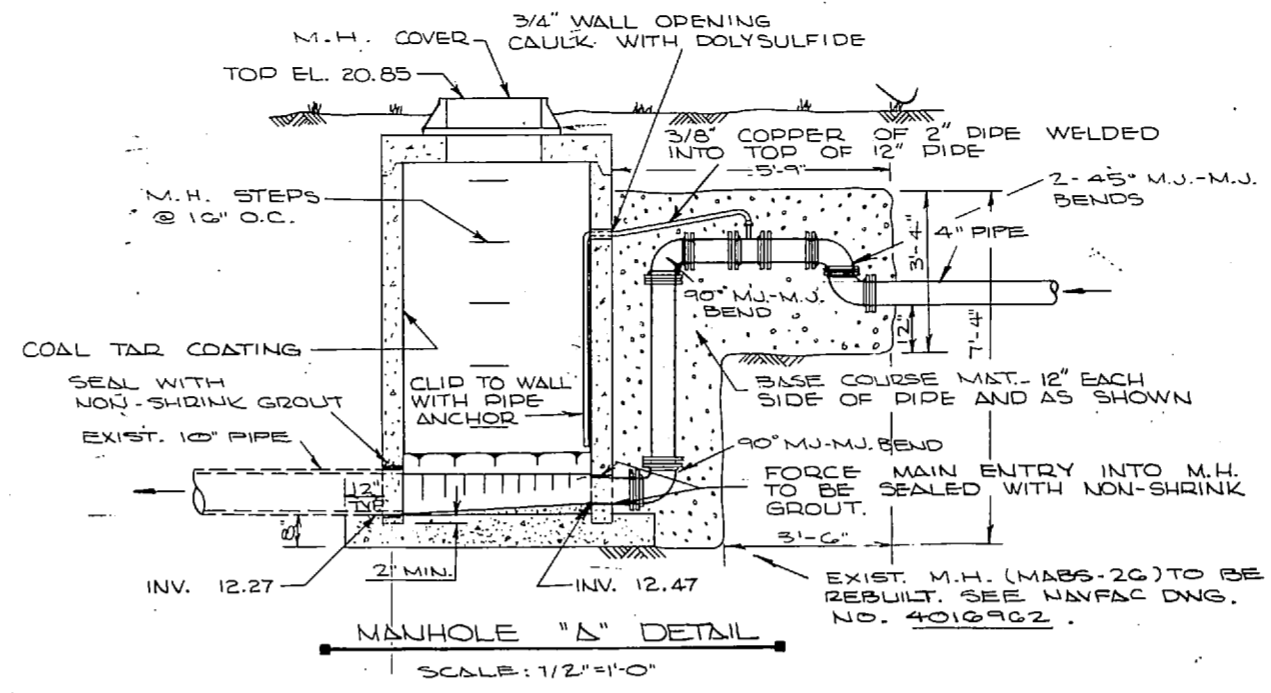 3/4" WALL OPENING
CAULK WITH POLYSULFIDE
M.H. COVER
TOP EL. 20.85
3/8" COPPER OF 2" PIPE WELDED
INTO TOP OF 12" PIPE
5'-9"
2-45° M.J.-M.J.
BENDS
M.H. STEPS
@ 16" O.C.
4" PIPE
3'-4"
90° MJ.-M.J.
BEND
12"
7'-4"
COAL TAR COATING
SEAL WITH
NON-SHRINK GROUT
CLIP TO WALL
WITH PIPE
ANCHOR
BASE COURSE MAT.- 12" EACH
SIDE OF PIPE AND AS SHOWN
EXIST. 10" PIPE
90° MJ-MJ. BEND
FORCE MAIN ENTRY INTO M.H.
TO BE SEALED WITH NON-SHRINK
GROUT.
12"
TYP
8"
3'-6"
2" MIN.
INV. 12.27
INV. 12.47
EXIST. M.H. (MABS-26) TO BE
REBUILT. SEE NAVFAC DWG.
NO. 4016962.
MANHOLE "A" DETAIL
SCALE: 1/2"=1'-0"